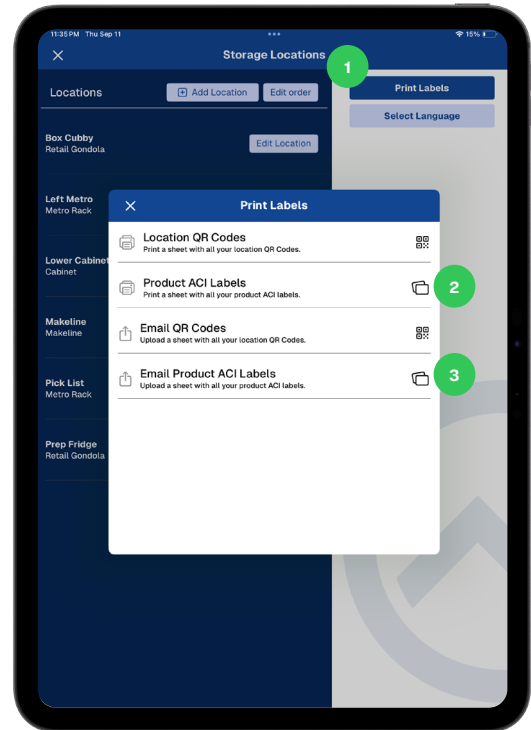 11:35 PM Thu Sep 11
15%
Storage Locations
1
Locations
Add Location
Edit order
Print Labels
Select Language
Box Cubby
Retail Gondola
Edit Location
Left Metro
Metro Rack
Print Labels
Location QR Codes
Print a sheet with all your location QR Codes.
Product ACI Labels
Print a sheet with all your product ACI labels.
2
Email QR Codes
Upload a sheet with all your location QR Codes.
Email Product ACI Labels
Upload a sheet with all your product ACI labels.
3
Lower Cabinet
Cabinet
Makeline
Makeline
Pick List
Metro Rack
Prep Fridge
Retail Gondola